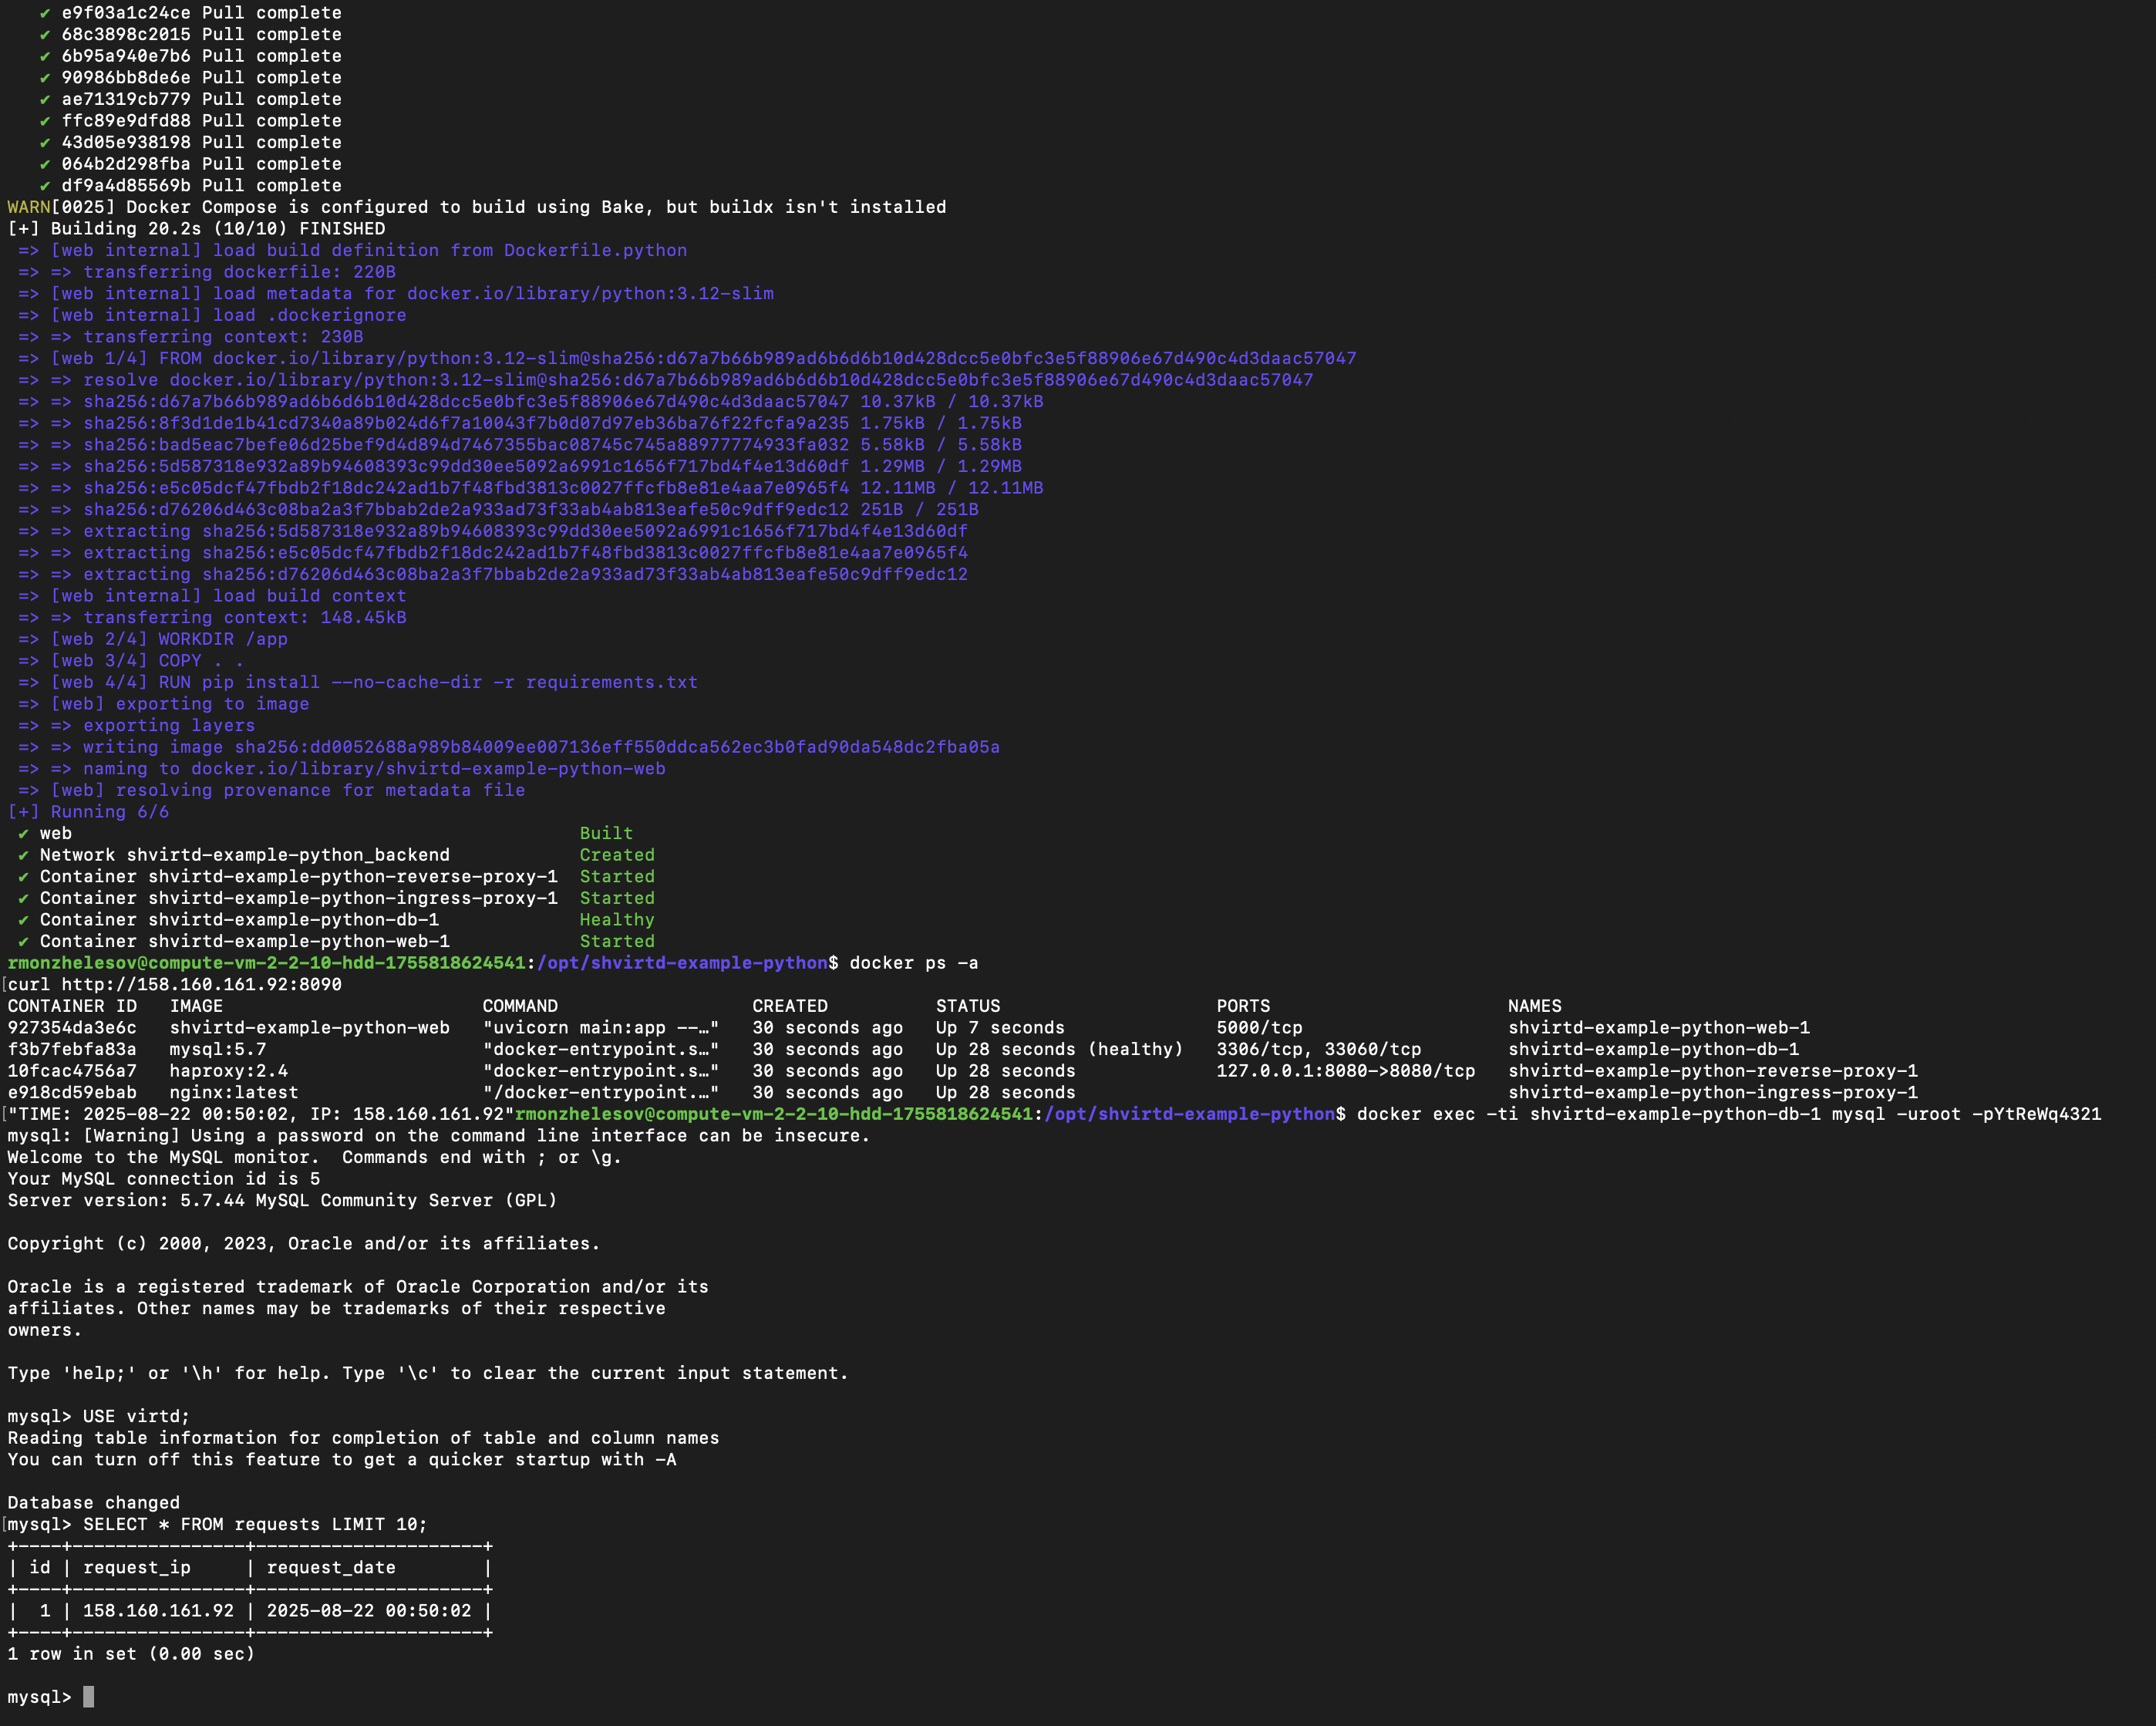 ✔ e9f03a1c24ce Pull complete
✔ 68c3898c2015 Pull complete
✔ 6b95a940e7b6 Pull complete
✔ 90986bb8de6e Pull complete
✔ ae71319cb779 Pull complete
✔ ffc89e9dfd88 Pull complete
✔ 43d05e938198 Pull complete
✔ 064b2d298fba Pull complete
✔ df9a4d85569b Pull complete
WARN[0025] Docker Compose is configured to build using Bake, but buildx isn't installed
[+] Building 20.2s (10/10) FINISHED
=> [web internal] load build definition from Dockerfile.python
=> => transferring dockerfile: 220B
=> [web internal] load metadata for docker.io/library/python:3.12-slim
=> [web internal] load .dockerignore
=> => transferring context: 230B
=> [web 1/4] FROM docker.io/library/python:3.12-slim@sha256:d67a7b66b989ad6b6d6b10d428dcc5e0bfc3e5f88906e67d490c4d3daac57047
=> => resolve docker.io/library/python:3.12-slim@sha256:d67a7b66b989ad6b6d6b10d428dcc5e0bfc3e5f88906e67d490c4d3daac57047
=> => sha256:d67a7b66b989ad6b6d6b10d428dcc5e0bfc3e5f88906e67d490c4d3daac57047 10.37kB / 10.37kB
=> => sha256:8f3d1de1b41cd7340a89b024d6f7a10043f7b0d07d97eb36ba76f22fcfa9a235 1.75kB / 1.75kB
=> => sha256:bad5eac7befe06d25bef9d4d894d7467355bac08745c745a88977774933fa032 5.58kB / 5.58kB
=> => sha256:5d587318e932a89b94608393c99dd30ee5092a6991c1656f717bd4f4e13d60df 1.29MB / 1.29MB
=> => sha256:e5c05dcf47fbdb2f18dc242ad1b7f48fbd3813c0027ffcfb8e81e4aa7e0965f4 12.11MB / 12.11MB
=> => sha256:d76206d463c08ba2a3f7bbab2de2a933ad73f33ab4ab813eafe50c9dff9edc12 251B / 251B
=> => extracting sha256:5d587318e932a89b94608393c99dd30ee5092a6991c1656f717bd4f4e13d60df
=> => extracting sha256:e5c05dcf47fbdb2f18dc242ad1b7f48fbd3813c0027ffcfb8e81e4aa7e0965f4
=> => extracting sha256:d76206d463c08ba2a3f7bbab2de2a933ad73f33ab4ab813eafe50c9dff9edc12
=> [web internal] load build context
=> => transferring context: 148.45kB
=> [web 2/4] WORKDIR /app
=> [web 3/4] COPY . .
=> [web 4/4] RUN pip install --no-cache-dir -r requirements.txt
=> [web] exporting to image
=> => exporting layers
=> => writing image sha256:dd0052688a989b84009ee007136eff550ddca562ec3b0fad90da548dc2fba05a
=> => naming to docker.io/library/shvirtd-example-python-web
=> [web] resolving provenance for metadata file
[+] Running 6/6
✔ web Built
✔ Network shvirtd-example-python_backend Created
✔ Container shvirtd-example-python-reverse-proxy-1 Started
✔ Container shvirtd-example-python-ingress-proxy-1 Started
✔ Container shvirtd-example-python-db-1 Healthy
✔ Container shvirtd-example-python-web-1 Started
rmonzhelesov@compute-vm-2-2-10-hdd-1755818624541:/opt/shvirtd-example-python$ docker ps -a
[curl http://158.160.161.92:8090
CONTAINER ID IMAGE COMMAND CREATED STATUS PORTS NAMES
927354da3e6c shvirtd-example-python-web "uvicorn main:app --…" 30 seconds ago Up 7 seconds 5000/tcp shvirtd-example-python-web-1
f3b7febfa83a mysql:5.7 "docker-entrypoint.s…" 30 seconds ago Up 28 seconds (healthy) 3306/tcp, 33060/tcp shvirtd-example-python-db-1
10fcac4756a7 haproxy:2.4 "docker-entrypoint.s…" 30 seconds ago Up 28 seconds 127.0.0.1:8080->8080/tcp shvirtd-example-python-reverse-proxy-1
e918cd59ebab nginx:latest "/docker-entrypoint.…" 30 seconds ago Up 28 seconds shvirtd-example-python-ingress-proxy-1
["TIME: 2025-08-22 00:50:02, IP: 158.160.161.92"rmonzhelesov@compute-vm-2-2-10-hdd-1755818624541:/opt/shvirtd-example-python$ docker exec -ti shvirtd-example-python-db-1 mysql -uroot -pYtReWq4321
mysql: [Warning] Using a password on the command line interface can be insecure.
Welcome to the MySQL monitor.  Commands end with ; or \g.
Your MySQL connection id is 5
Server version: 5.7.44 MySQL Community Server (GPL)
Copyright (c) 2000, 2023, Oracle and/or its affiliates.
Oracle is a registered trademark of Oracle Corporation and/or its
affiliates. Other names may be trademarks of their respective
owners.
Type 'help;' or '\h' for help. Type '\c' to clear the current input statement.
mysql> USE virtd;
Reading table information for completion of table and column names
You can turn off this feature to get a quicker startup with -A
Database changed
[mysql> SELECT * FROM requests LIMIT 10;
+----+----------------+---------------------+
| id | request_ip     | request_date        |
+----+----------------+---------------------+
|  1 | 158.160.161.92 | 2025-08-22 00:50:02 |
+----+----------------+---------------------+
1 row in set (0.00 sec)
mysql>